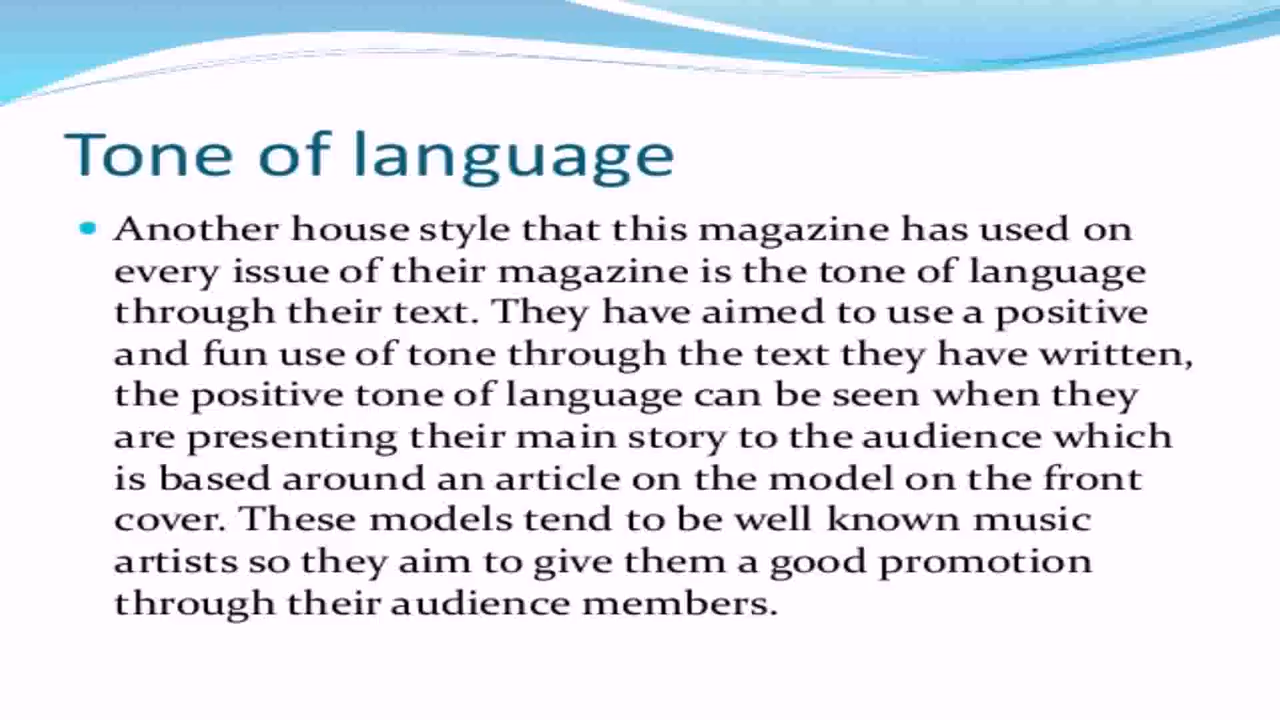 Tone of language
• Another house style that this magazine has used on
every issue of their magazine is the tone of language
through their text. They have aimed to use a positive
and fun use of tone through the text they have written,
the positive tone of language can be seen when they
are presenting their main story to the audience which
is based around an article on the model on the front
cover. These models tend to be well known music
artists so they aim to give them a good promotion
through their audience members.